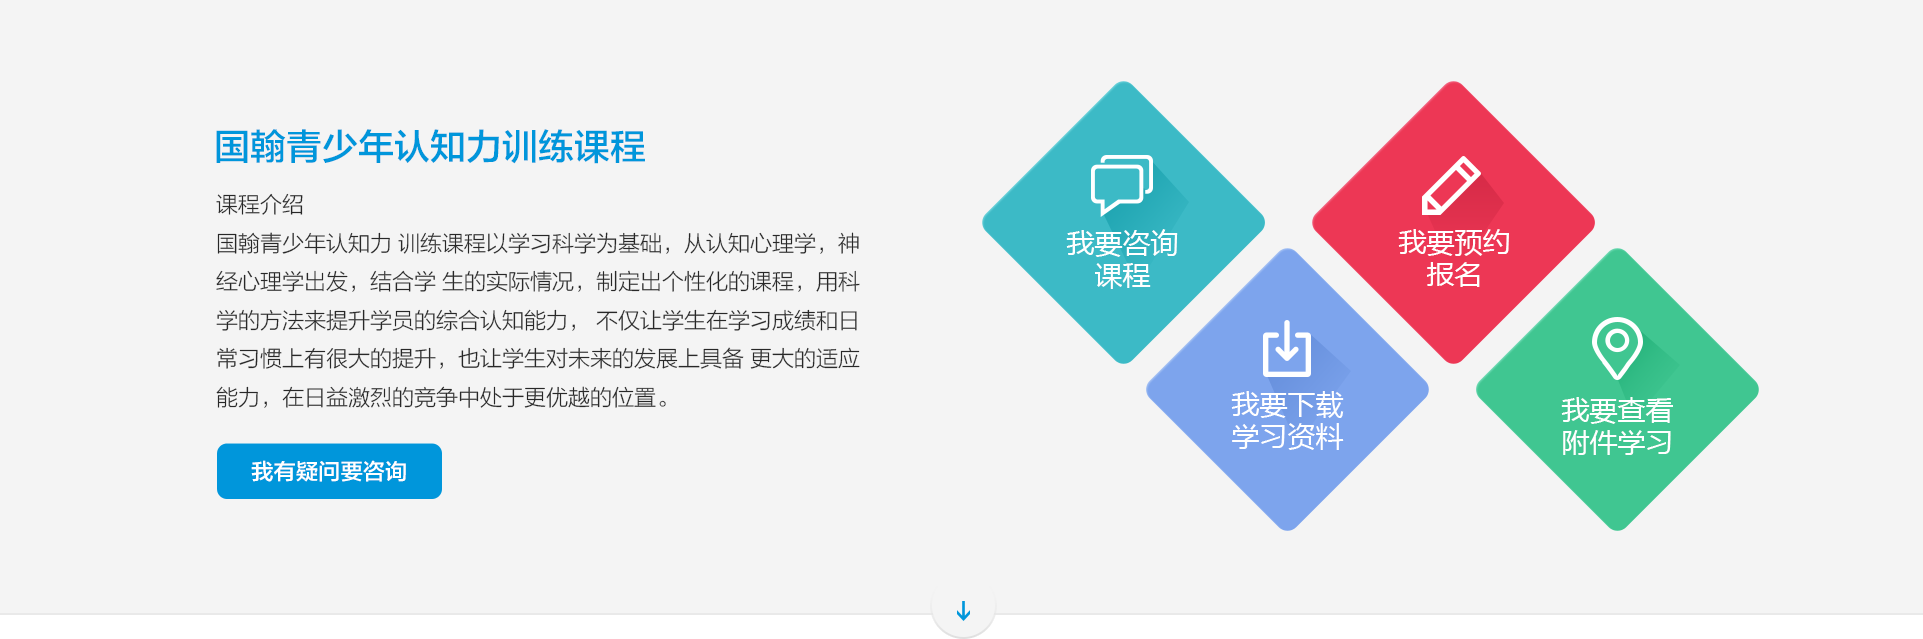 国翰青少年认知力训练课程
课程介绍
国翰青少年认知力 训练课程以学习科学为基础，从认知心理学，神
经心理学出发，结合学 生的实际情况，制定出个性化的课程，用科
学的方法来提升学员的综合认知能力， 不仅让学生在学习成绩和日
常习惯上有很大的提升，也让学生对未来的发展上具备 更大的适应
能力，在日益激烈的竞争中处于更优越的位置。
我有疑问要咨询
我要咨询
课程
我要预约
报名
我要下载
学习资料
我要查看
附件学习